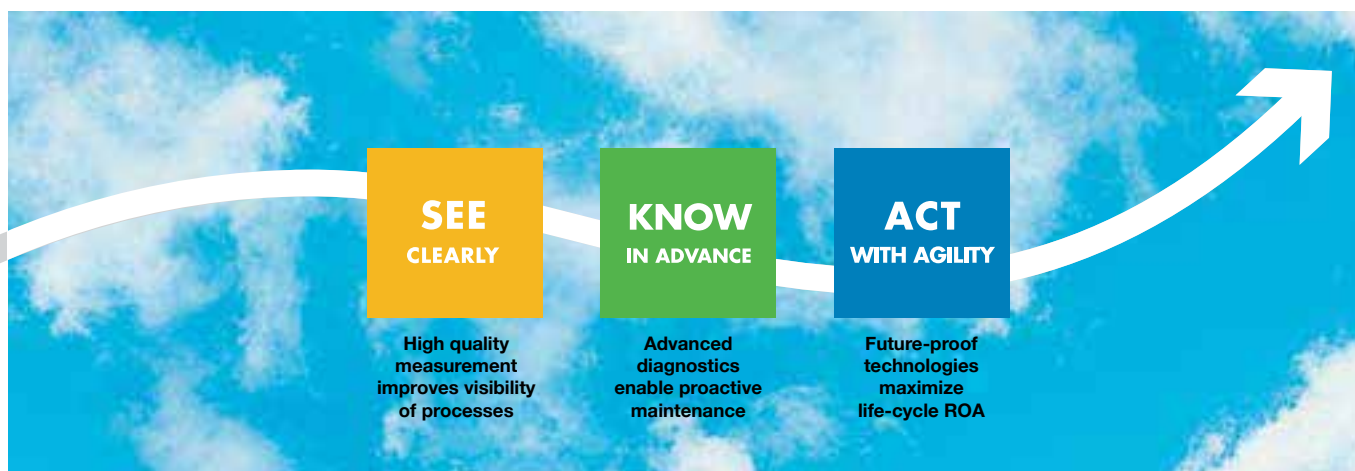 SEE
CLEARLY
High quality
measurement
improves visibility
of processes
KNOW
IN ADVANCE
Advanced
diagnostics
enable proactive
maintenance
ACT
WITH AGILITY
Future-proof
technologies
maximize
life-cycle ROA